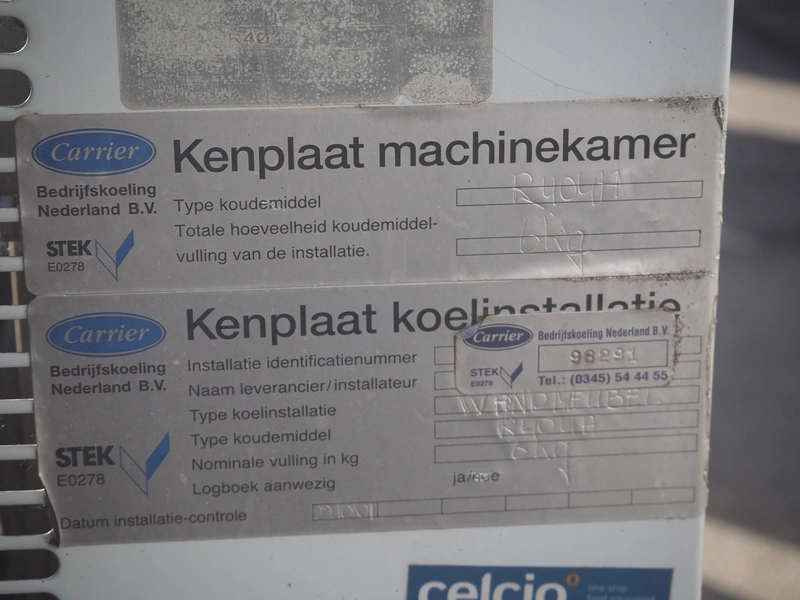 Carrier
Kenplaat machinekamer
Bedrijfskoeling
Nederland B.V.
Type koudemiddel R404A
Totale hoeveelheid koudemiddel-
vulling van de installatie. 6kg
STEK
E0278
Carrier
Kenplaat koelinstallatie
Bedrijfskoeling
Nederland B.V.
Installatie identificatienummer
Naam leverancier/installateur
Type koelinstallatie WANDMEUBEL
Type koudemiddel R404A
Nominale vulling in kg 6kg
Logboek aanwezig ja/nee
STEK
E0278
Datum installatie-controle
Carrier Bedrijfskoeling Nederland B.V.
98291
STEK
E0278
Tel.: (0345) 54 44 55
celcio